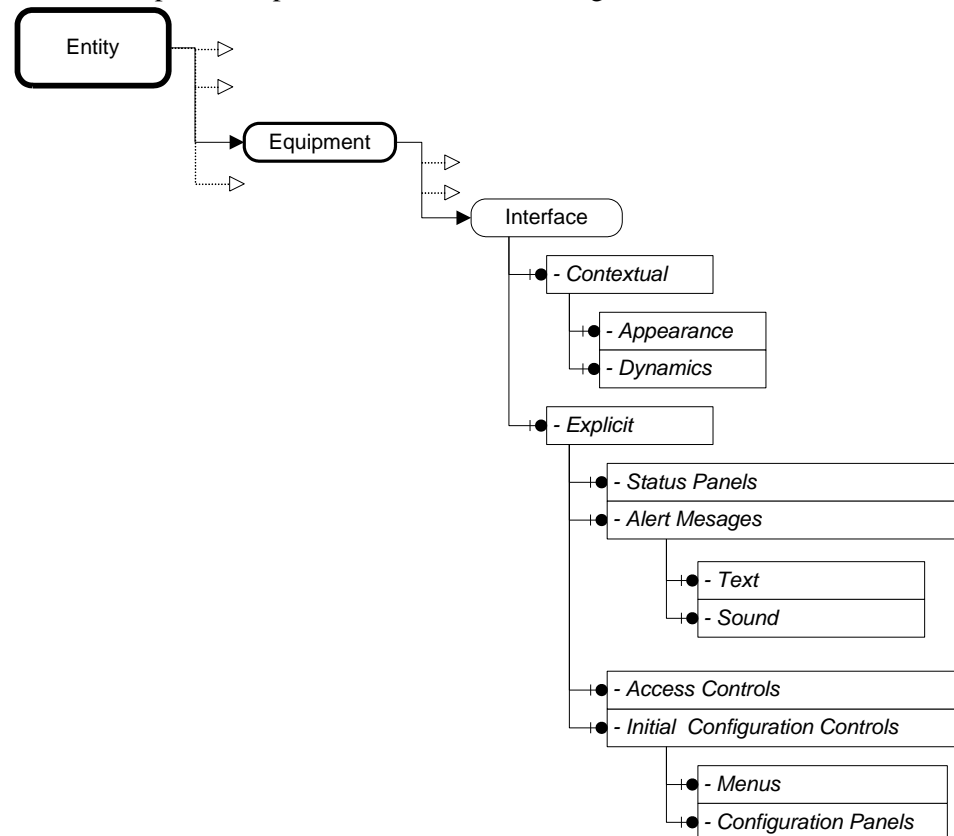 Entity
Equipment
Interface
- Contextual
- Appearance
- Dynamics
- Explicit
- Status Panels
- Alert Mesages
- Text
- Sound
- Access Controls
- Initial  Configuration Controls
- Menus
- Configuration Panels